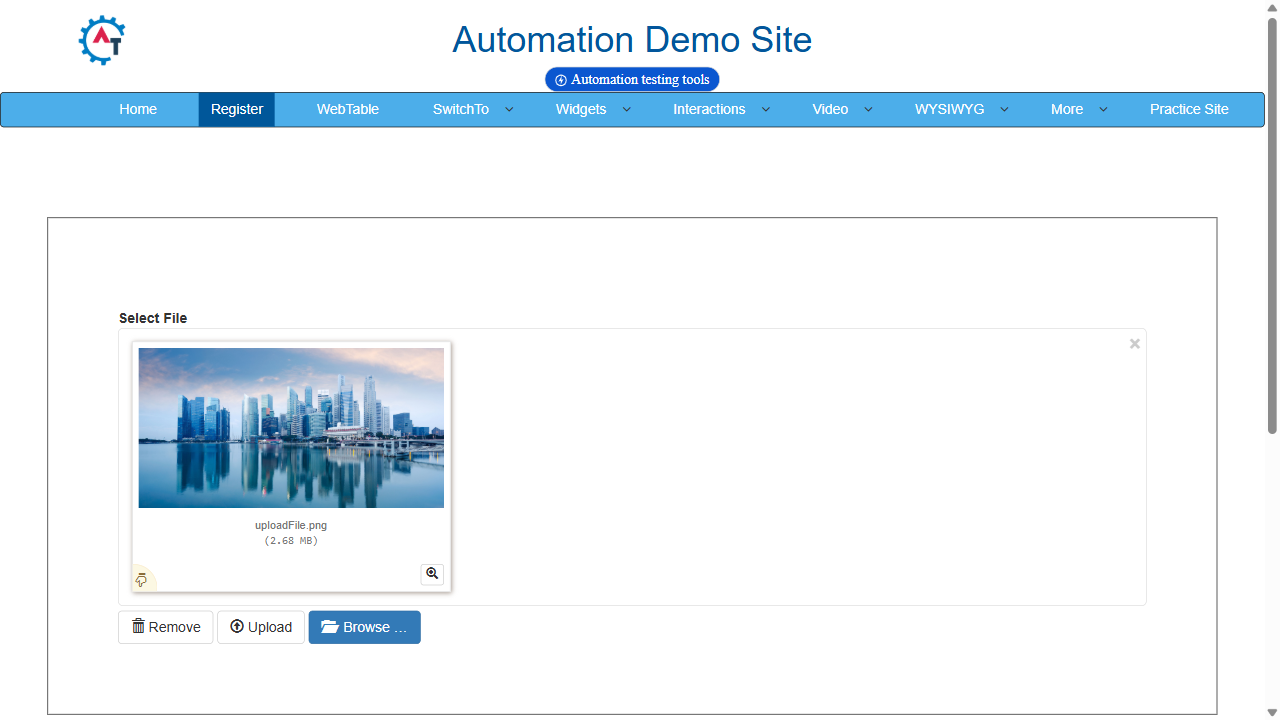 AT
Automation Demo Site
Automation testing tools
Home Register WebTable SwitchTo Widgets Interactions Video WYSIWYG More Practice Site
Select File
uploadFile.png
(2.68 MB)
Remove Upload Browse ...